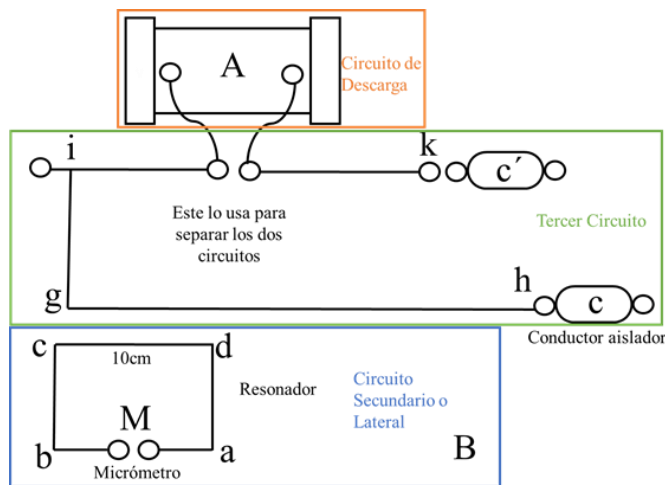 A
Circuito de
Descarga
i
k
c´
Este lo usa para
separar los dos
circuitos
Tercer Circuito
g
h
c
Conductor aislador
c
d
10cm
Resonador
Circuito
Secundario o
Lateral
M
B
b
a
Micrómetro